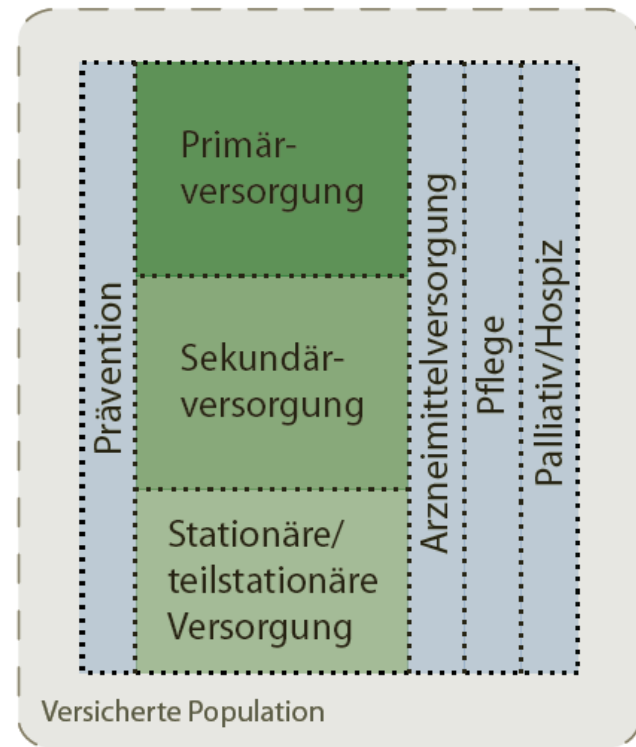 Prävention
Primär-
versorgung
Sekundär-
versorgung
Stationäre/
teilstationäre
Versorgung
Arzneimittelversorgung
Pflege
Palliativ/Hospiz
Versicherte Population